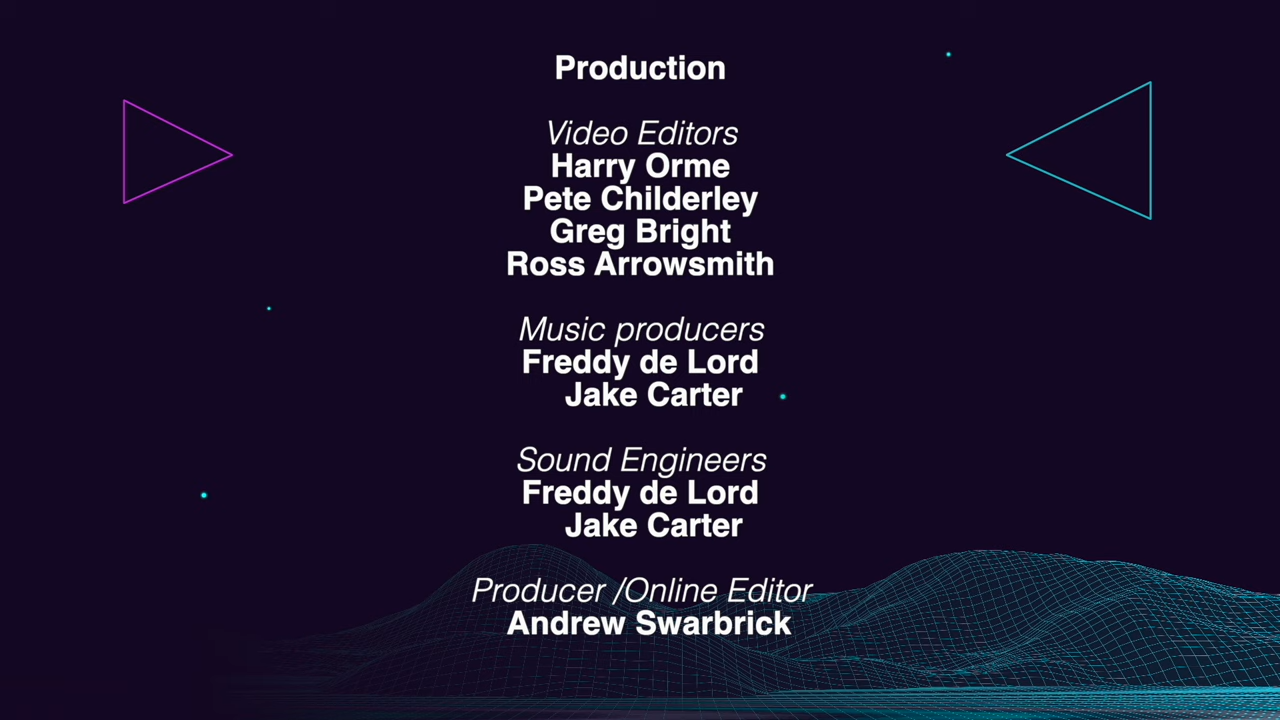 Production
Video Editors
Harry Orme
Pete Childerley
Greg Bright
Ross Arrowsmith
Music producers
Freddy de Lord
Jake Carter
Sound Engineers
Freddy de Lord
Jake Carter
Producer /Online Editor
Andrew Swarbrick